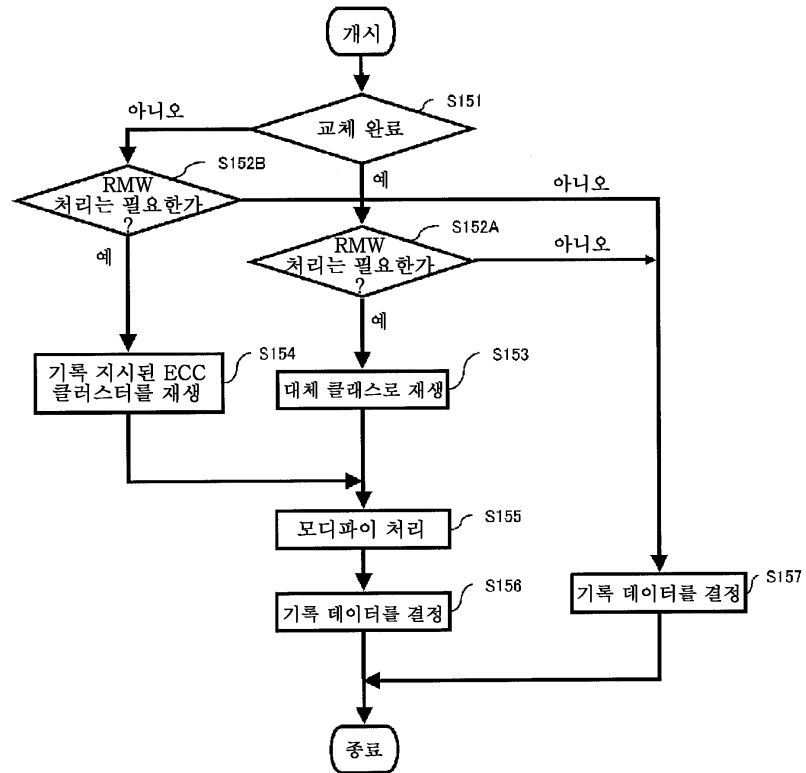 개시
S151
교체 완료
아니오
예
S152B
RMW
처리는 필요한가
?
아니오
예
S152A
RMW
처리는 필요한가
?
아니오
예
S154
기록 지시된 ECC
클러스터를 재생
S153
대체 클래스로 재생
S155
모디파이 처리
S156
기록 데이터를 결정
S157
기록 데이터를 결정
종료